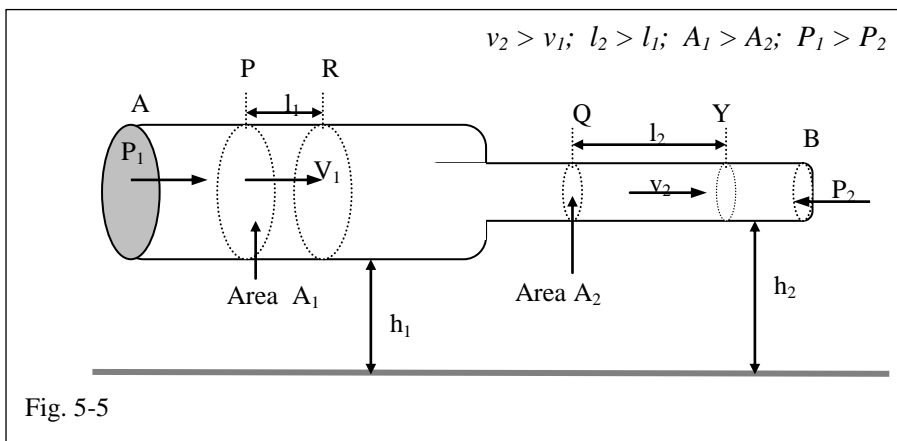 v₂ > v₁; l₂ > l₁; A₁ > A₂; P₁ > P₂
P R
A l₁ Q Y
l₂ B
P₁ V₁ v₂ P₂
Area A₁ Area A₂ h₂
h₁
Fig. 5-5